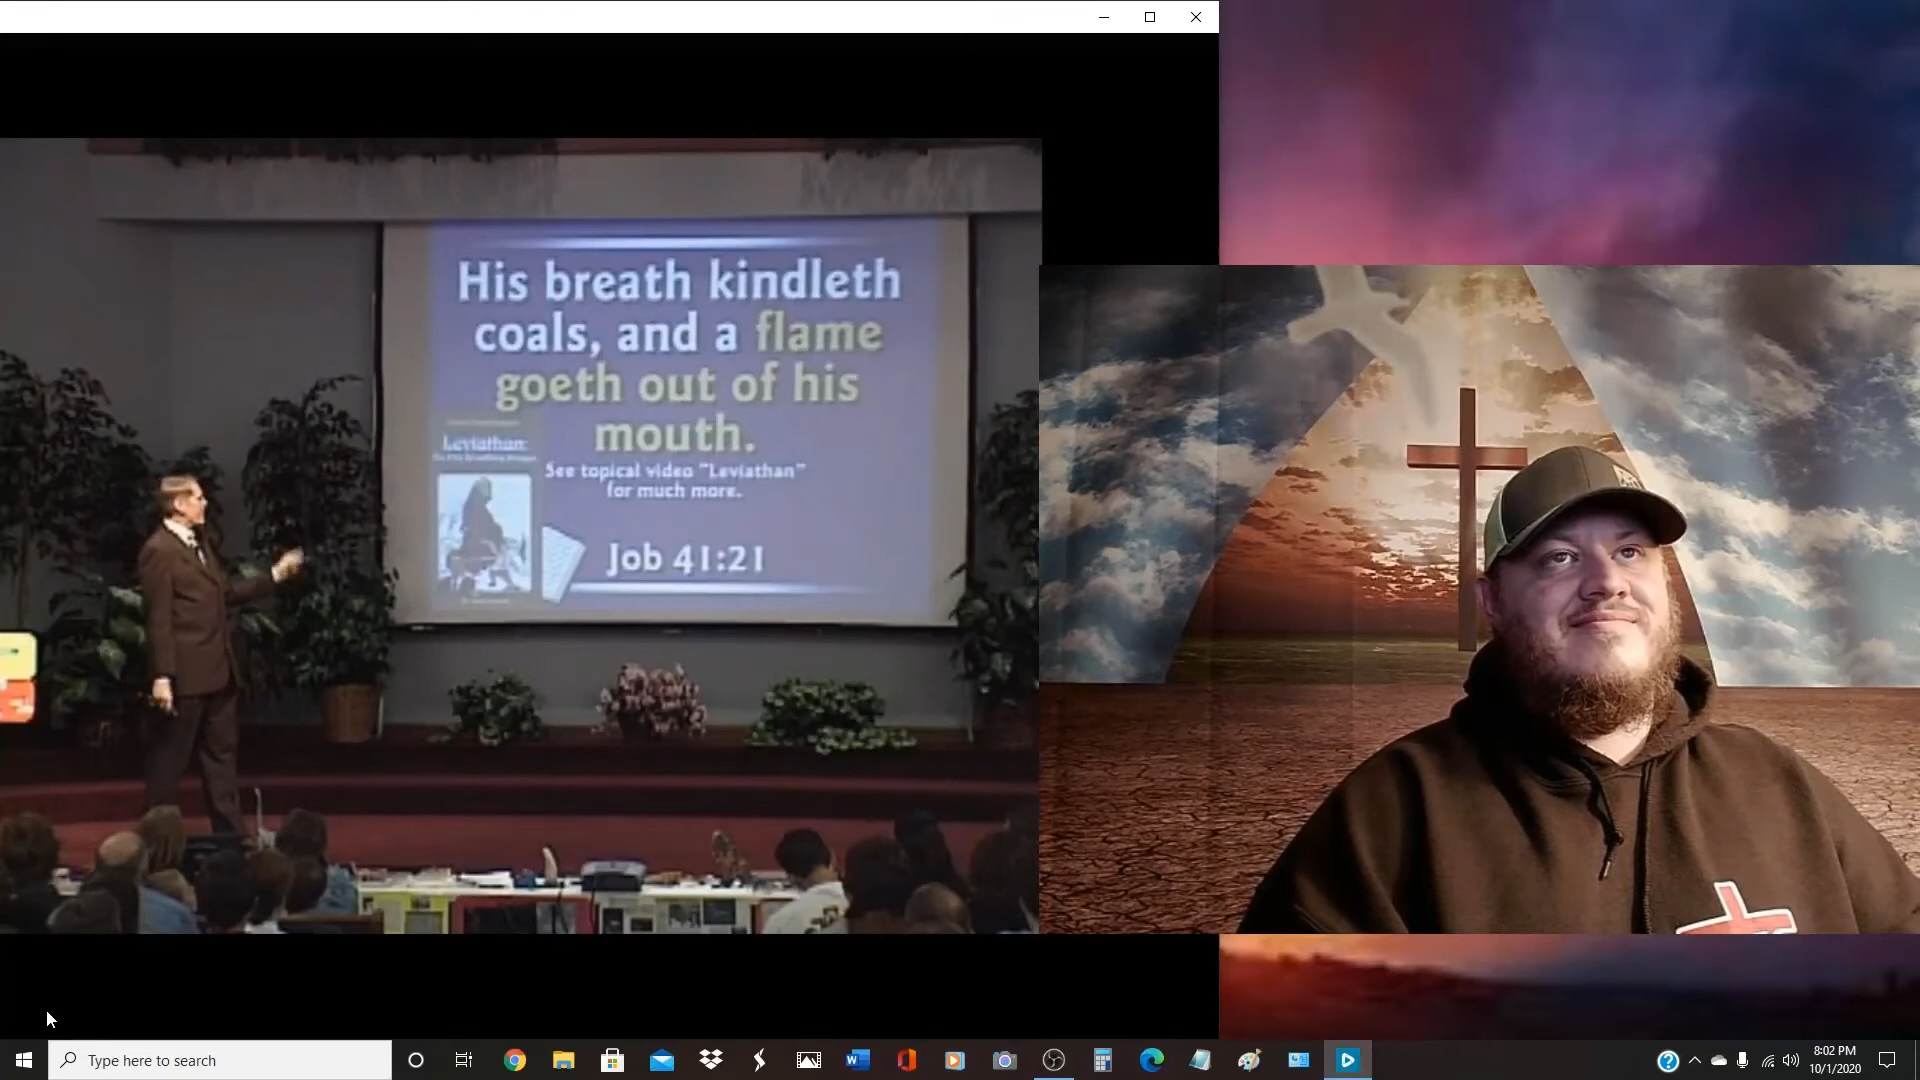 His breath kindleth
coals, and a flame
goeth out of his
mouth.
Leviathan:
See topical video "Leviathan"
for much more.
Job 41:21
Type here to search
8:02 PM
10/1/2020